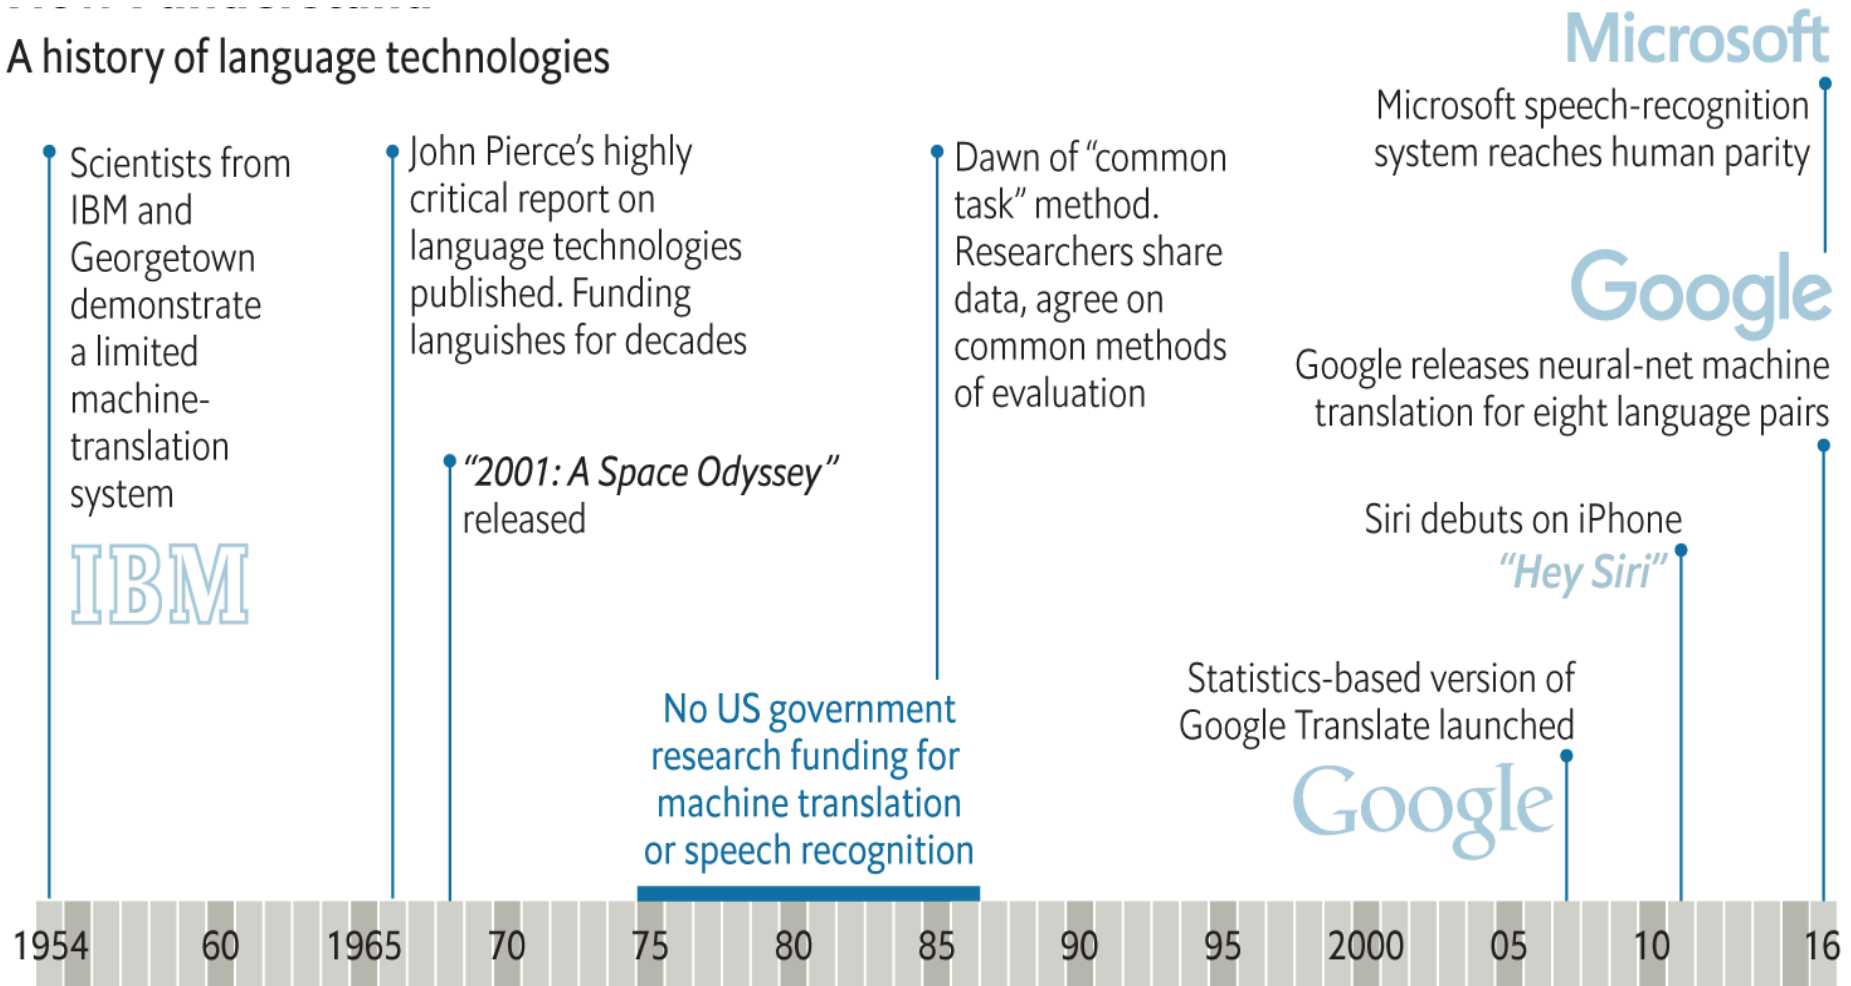 A history of language technologies
Scientists from
IBM and
Georgetown
demonstrate
a limited
machine-
translation
system
IBM
John Pierce’s highly
critical report on
language technologies
published. Funding
languishes for decades
“2001: A Space Odyssey”
released
No US government
research funding for
machine translation
or speech recognition
Dawn of “common
task” method.
Researchers share
data, agree on
common methods
of evaluation
Microsoft
Microsoft speech-recognition
system reaches human parity
Google
Google releases neural-net machine
translation for eight language pairs
Siri debuts on iPhone
“Hey Siri”
Statistics-based version of
Google Translate launched
Google
1954 60 1965 70 75 80 85 90 95 2000 05 10 16